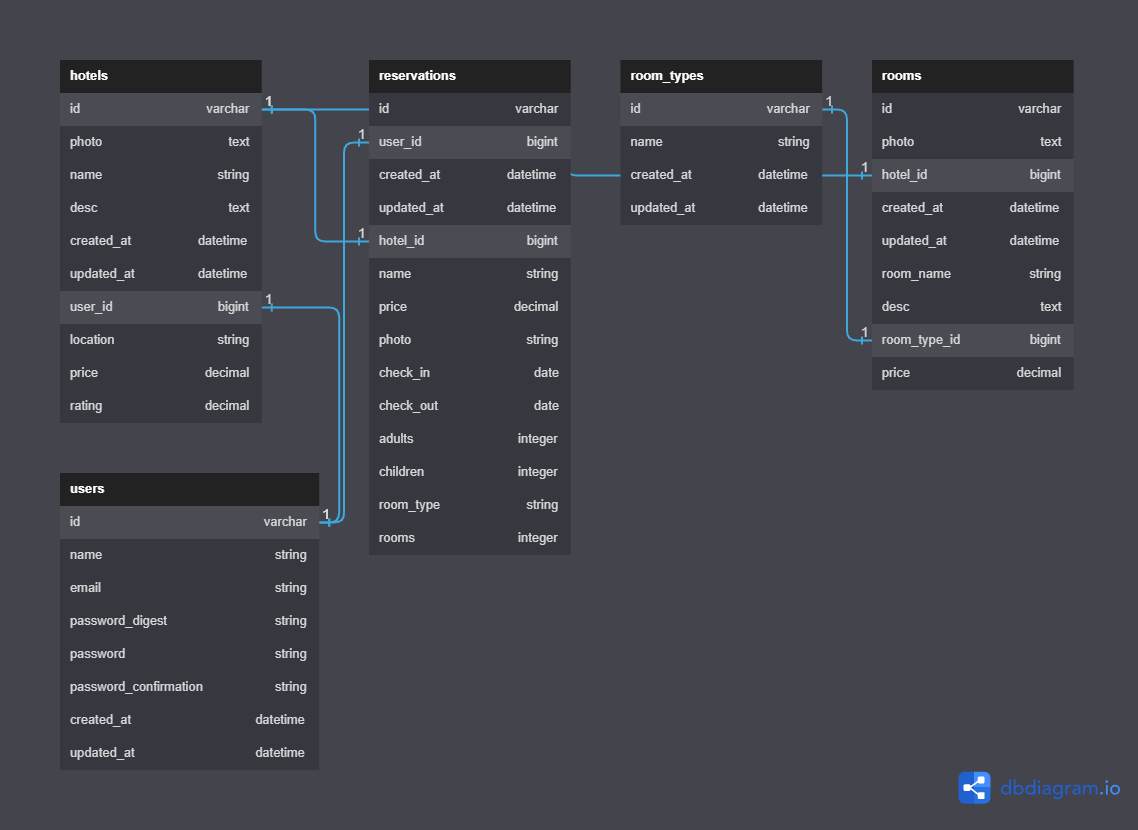 hotels
id varchar 1
photo text
name string
desc text
created_at datetime
updated_at datetime
user_id bigint 1
location string
price decimal
rating decimal
reservations
id varchar
1 user_id bigint
created_at datetime
updated_at datetime
1 hotel_id bigint
name string
price decimal
photo string
check_in date
check_out date
adults integer
children integer
room_type string
rooms integer
room_types
id varchar 1
name string
created_at datetime
updated_at datetime
rooms
id varchar
photo text
1 hotel_id bigint
created_at datetime
updated_at datetime
room_name string
desc text
1 room_type_id bigint
price decimal
users
id varchar 1
name string
email string
password_digest string
password string
password_confirmation string
created_at datetime
updated_at datetime
dbdiagram.io